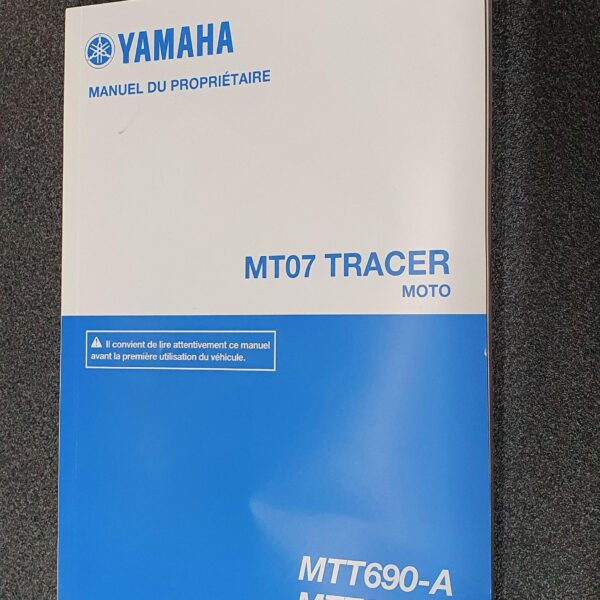 YAMAHA
MANUEL DU PROPRIÉTAIRE
MT07 TRACER
MOTO
Il convient de lire attentivement ce manuel
avant la première utilisation du véhicule.
MTT690-A